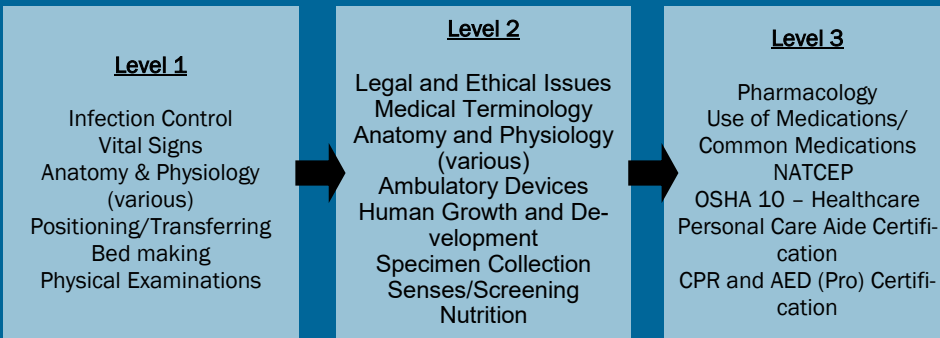 Level 1
Infection Control
Vital Signs
Anatomy & Physiology
(various)
Positioning/Transferring
Bed making
Physical Examinations
Level 2
Legal and Ethical Issues
Medical Terminology
Anatomy and Physiology
(various)
Ambulatory Devices
Human Growth and De-
velopment
Specimen Collection
Senses/Screening
Nutrition
Level 3
Pharmacology
Use of Medications/
Common Medications
NATCEP
OSHA 10 – Healthcare
Personal Care Aide Certifi-
cation
CPR and AED (Pro) Certifi-
cation